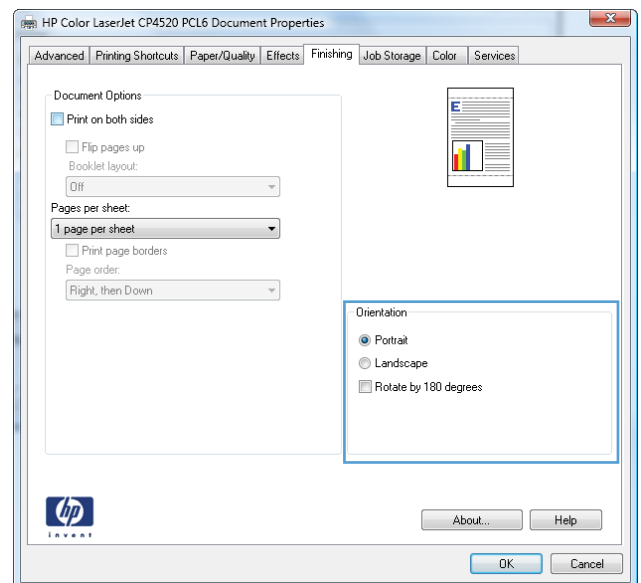 HP Color LaserJet CP4520 PCL6 Document Properties
Advanced Printing Shortcuts Paper/Quality Effects Finishing Job Storage Color Services
Document Options
Print on both sides
Flip pages up
Booklet layout:
Off
Pages per sheet:
1 page per sheet
Print page borders
Page order:
Right, then Down
E
Orientation
Portrait
Landscape
Rotate by 180 degrees
hp
invent
About... Help
OK Cancel